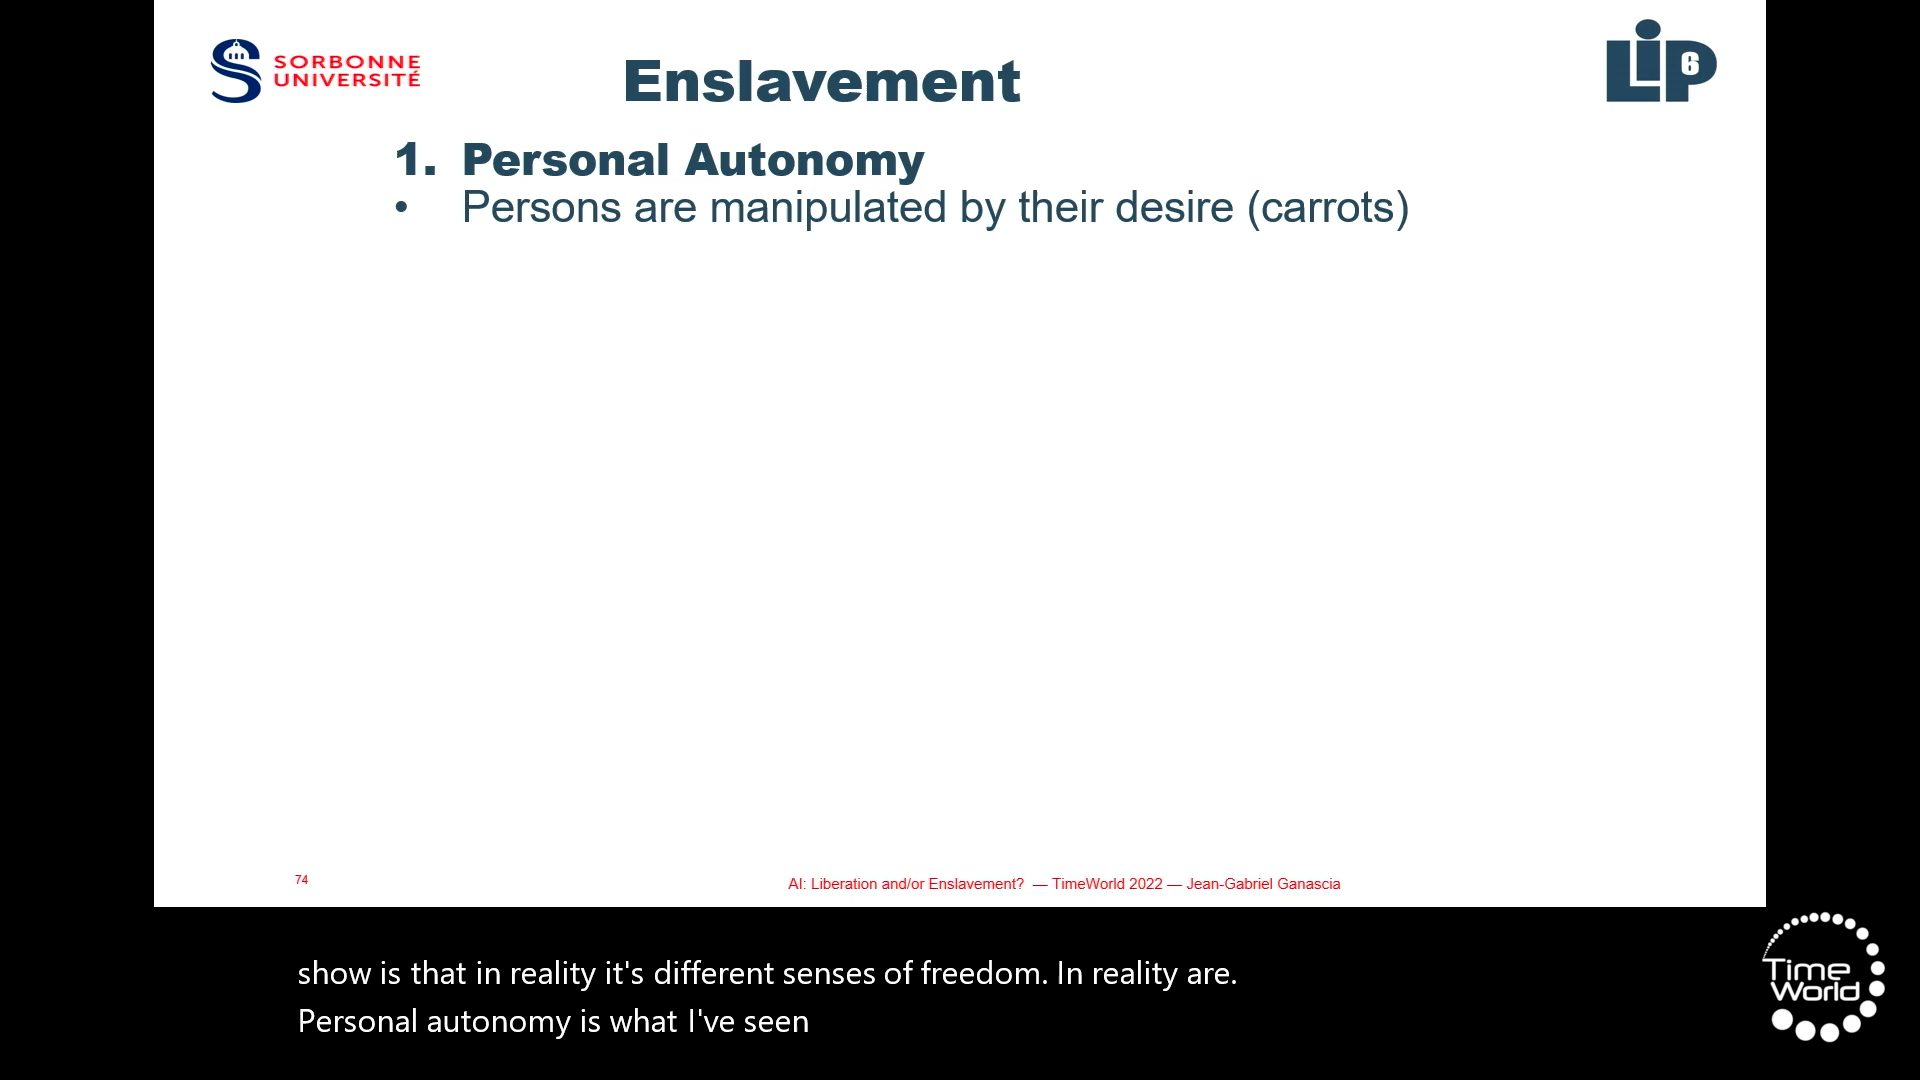 SORBONNE
UNIVERSITÉ
Enslavement
LiP6
1. Personal Autonomy
• Persons are manipulated by their desire (carrots)
74
AI: Liberation and/or Enslavement? — TimeWorld 2022 — Jean-Gabriel Ganascia
show is that in reality it's different senses of freedom. In reality are.
Personal autonomy is what I've seen
Time
World